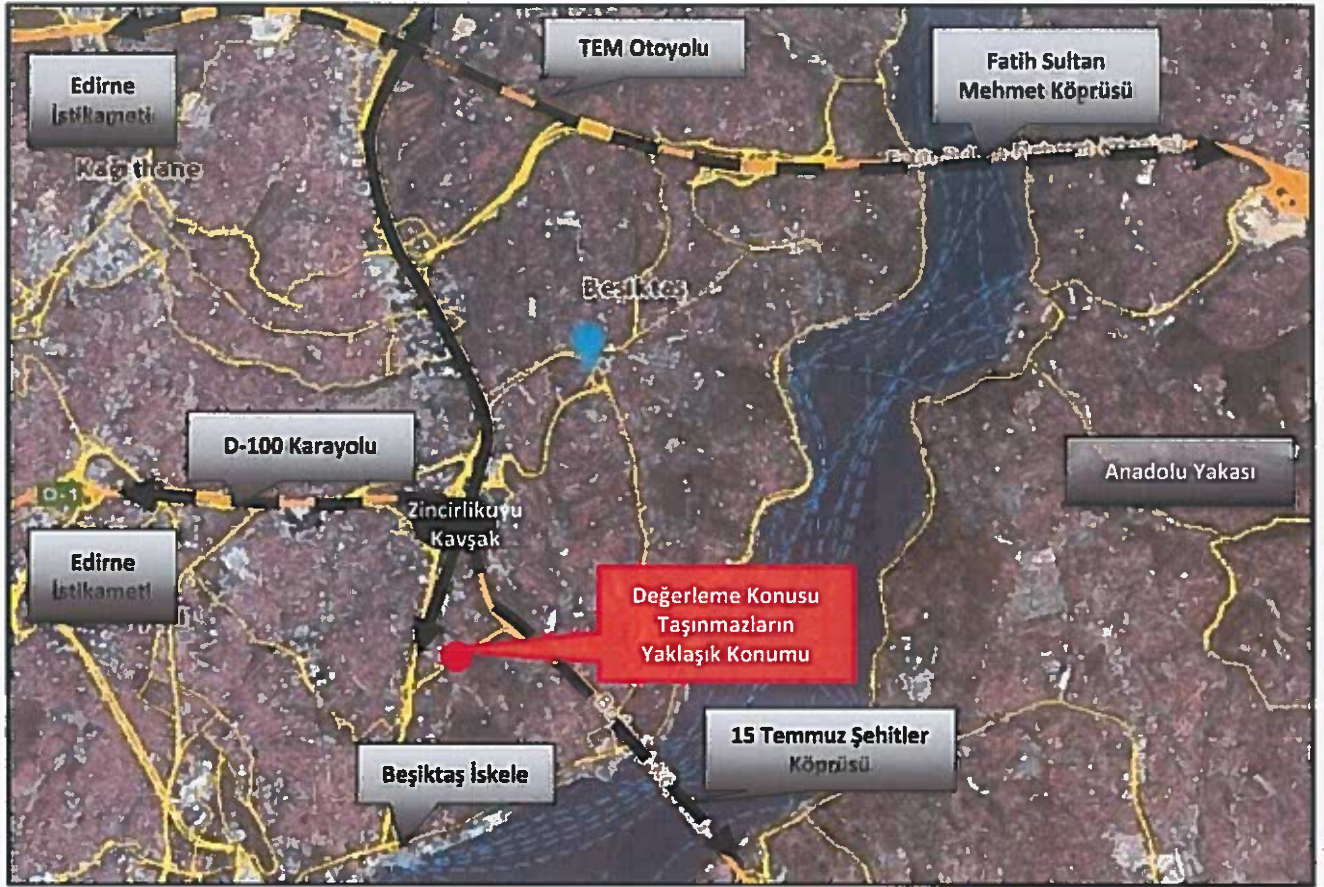 TEM Otoyolu
Fatih Sultan
Mehmet Köprüsü
Edirne
İstikameti
Kağıthane
Beşiktaş
D-100 Karayolu
Anadolu Yakası
D-1
Zincirlikuyu
Kavşak
Edirne
İstikameti
Değerleme Konusu
Taşınmazların
Yaklaşık Konumu
15 Temmuz Şehitler
Köprüsü
Beşiktaş İskele